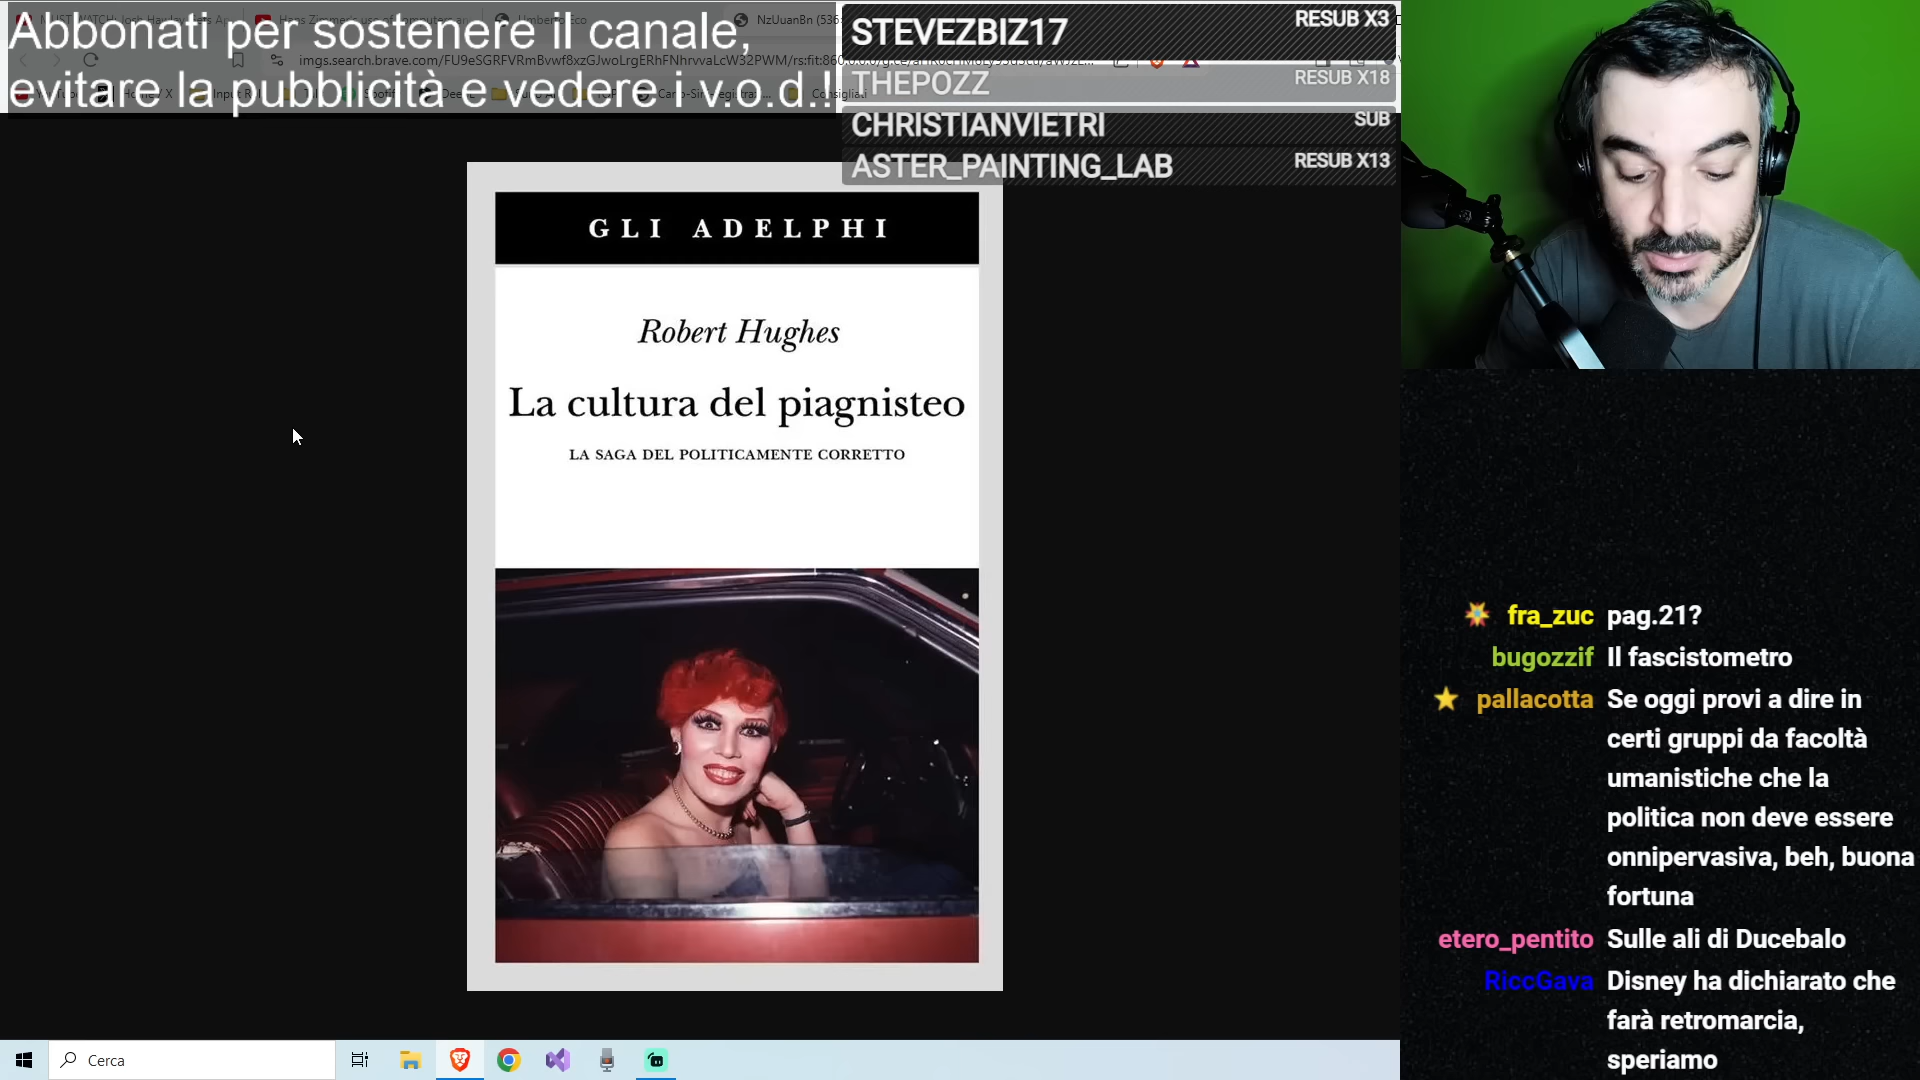 Abbonati per sostenere il canale,
evitare la pubblicità e vedere i v.o.d.!!
STEVEZBIZ17 RESUB X3
THEPOZZ RESUB X18
CHRISTIANVIETRI SUB
ASTER_PAINTING_LAB RESUB X13
GLI ADELPHI
Robert Hughes
La cultura del piagnisteo
LA SAGA DEL POLITICAMENTE CORRETTO
fra_zuc pag.21?
bugozzif Il fascistometro
pallacotta Se oggi provi a dire in
certi gruppi da facoltà
umanistiche che la
politica non deve essere
onnipervasiva, beh, buona
fortuna
etero_pentito Sulle ali di Ducebalo
RiccGava Disney ha dichiarato che
farà retromarcia,
speriamo
Cerca